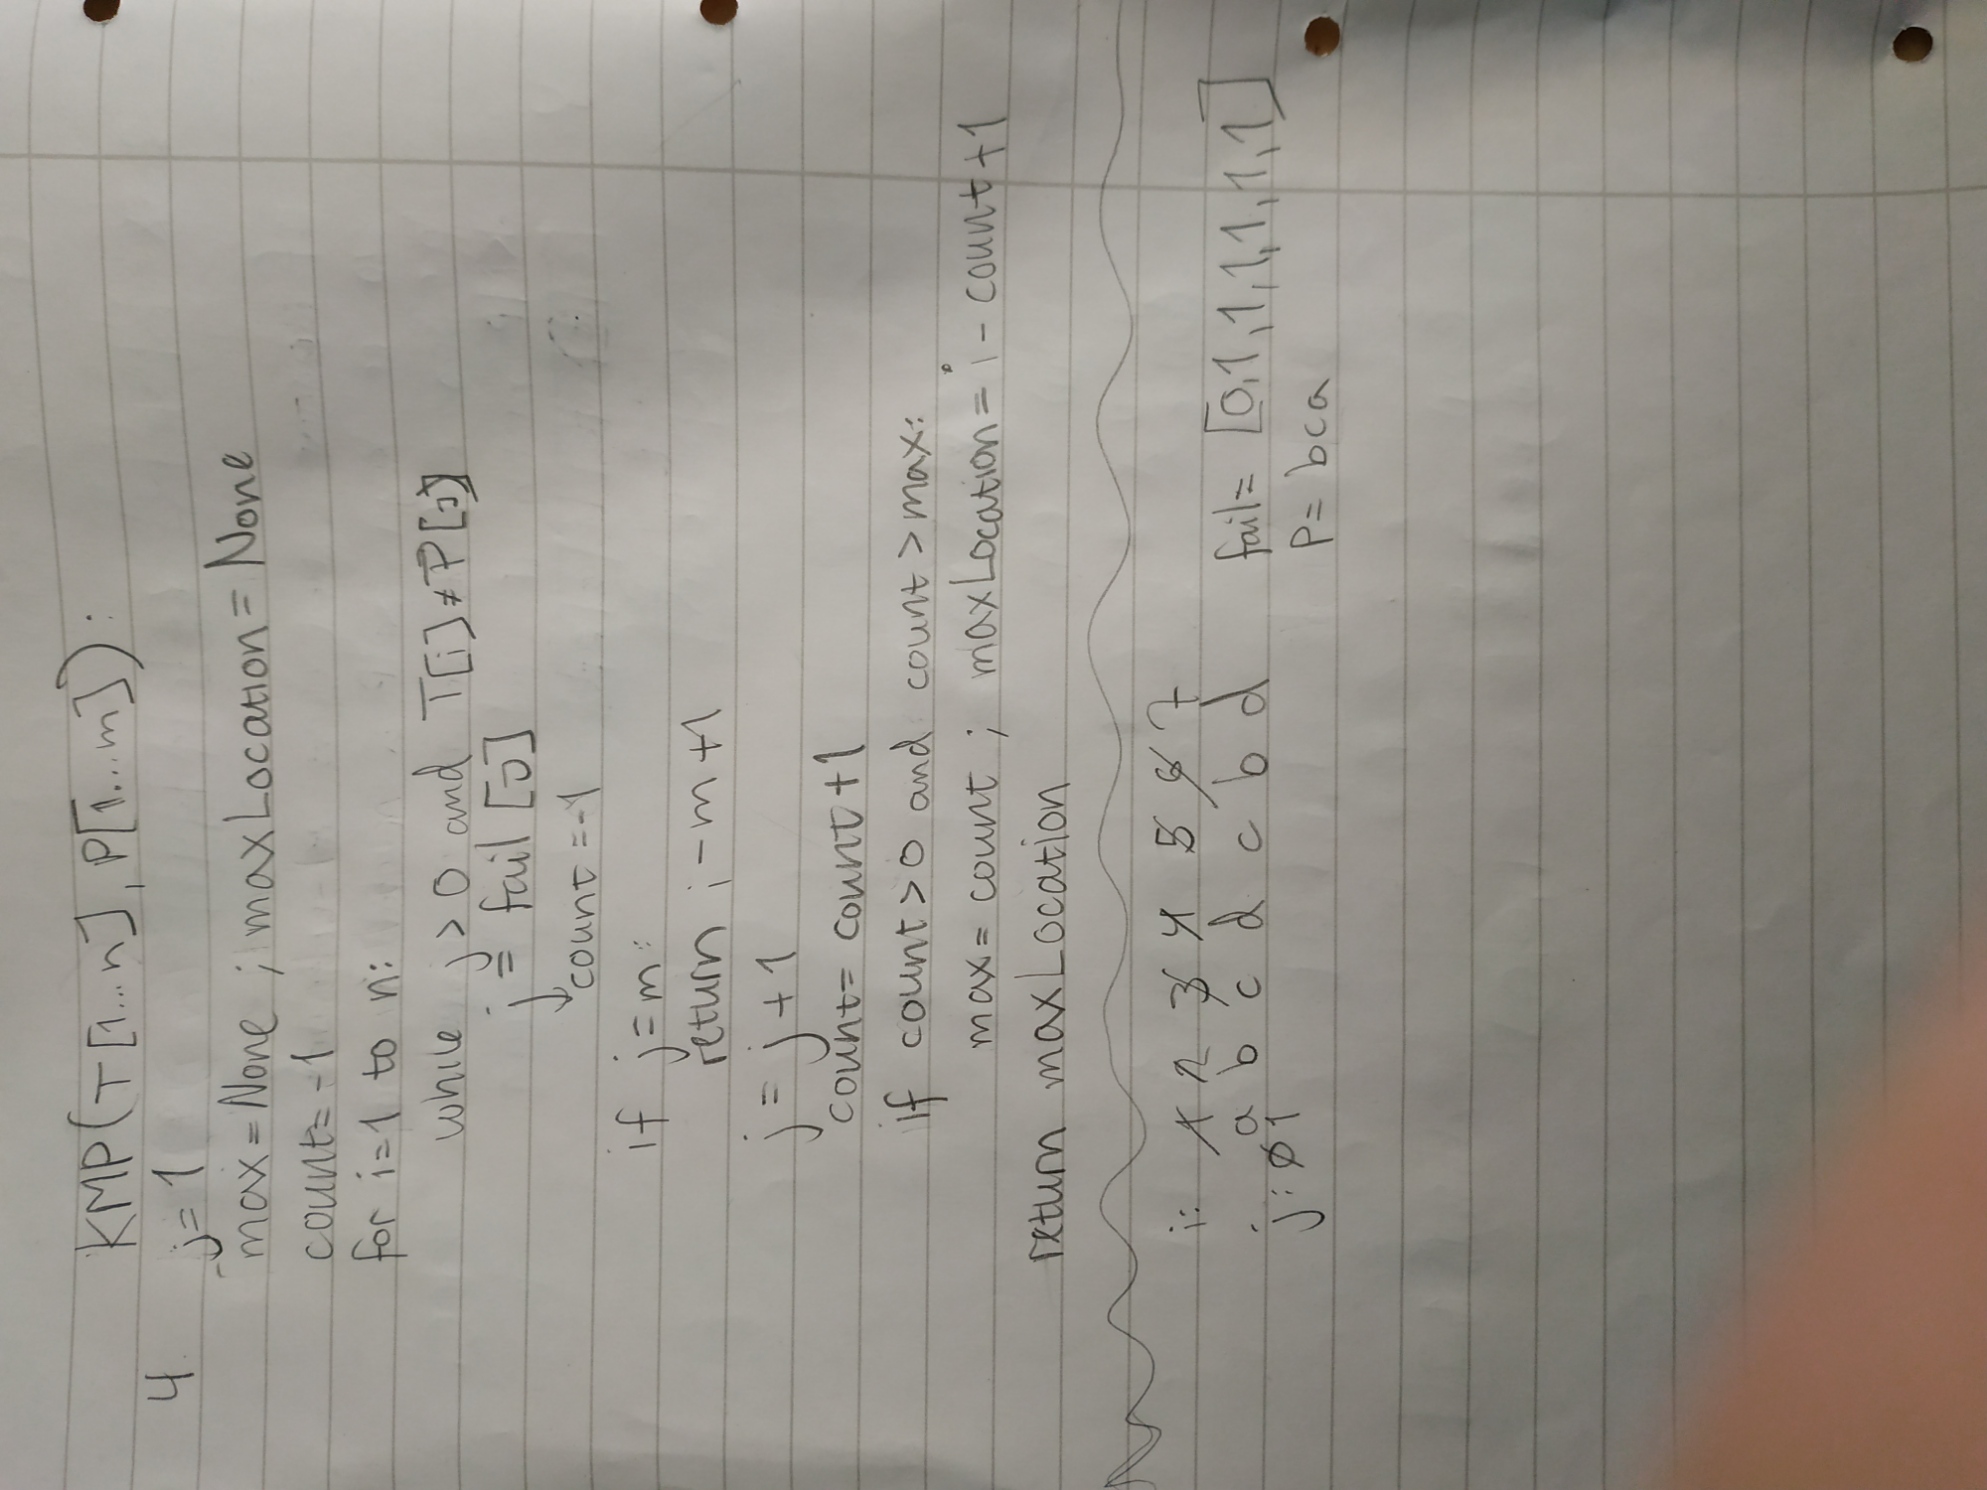 KMP(T[1...n], P[1...m]):
4. j=1
max=None ; maxLocation=None
count=-1
for i=1 to n:
while j>0 and T[i]≠P[j]
j = fail [j]
count=-1
if j=m:
return i-m+1
j = j+1
count= count+1
if count>0 and count>max:
max= count ; maxLocation= i- count+1
return maxLocation
i: 1 2 3 4 5 6 7
a b c d c b d fail= [0,1,1,1,1,1,1]
j: 0 1
P= bca